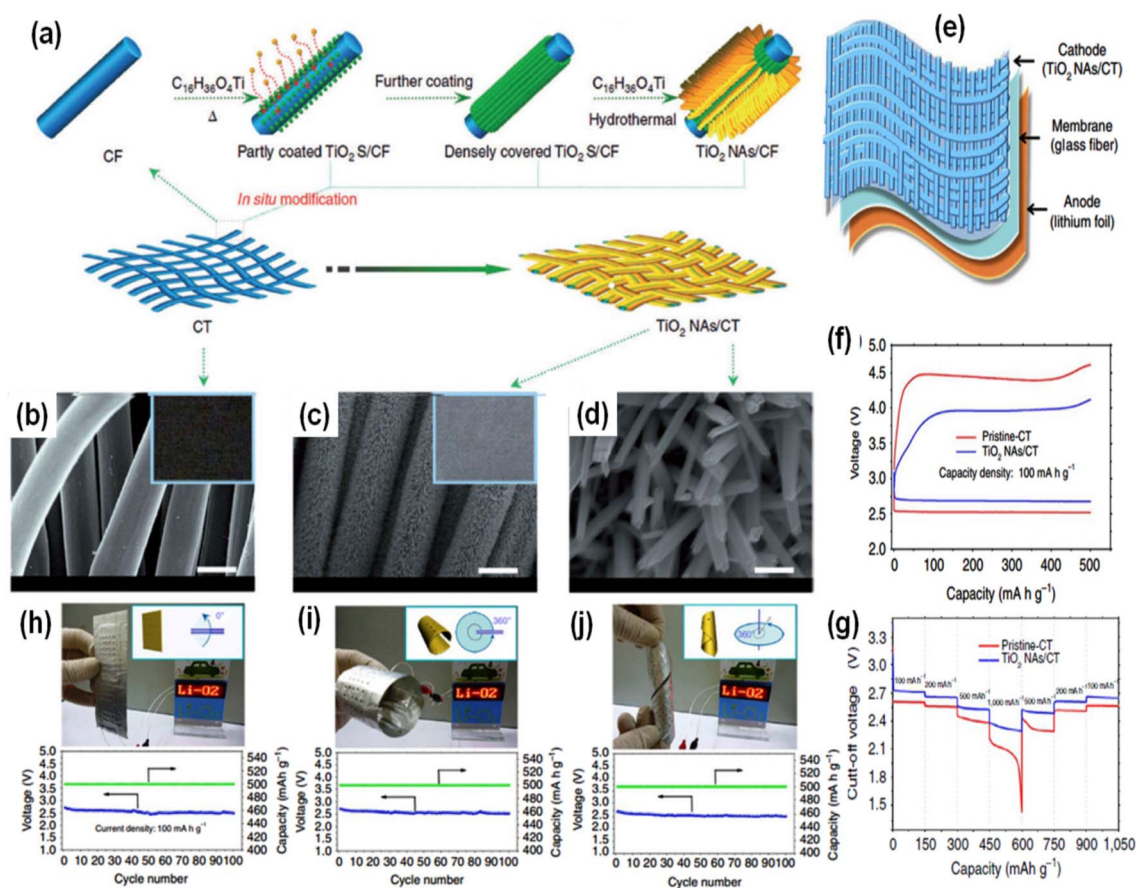 (a)
C₁₆H₃₆O₄Ti
Δ
Further coating
C₁₆H₃₆O₄Ti
Hydrothermal
CF
Partly coated TiO₂ S/CF
Densely covered TiO₂ S/CF
TiO₂ NAs/CF
In situ modification
CT
TiO₂ NAs/CT
(e)
Cathode
(TiO₂ NAs/CT)
Membrane
(glass fiber)
Anode
(lithium foil)
(b)
(c)
(d)
(f)
Voltage (V)
5.0
4.5
4.0
3.5
3.0
2.5
2.0
Pristine-CT
TiO₂ NAs/CT
Capacity density: 100 mA h g⁻¹
0 100 200 300 400 500
Capacity (mA h g⁻¹)
(h)
0°
Li-O2
(i)
360°
Li-O2
(j)
360°
Li-O2
Voltage (V)
5.0
4.5
4.0
3.5
3.0
2.5
2.0
1.5
1.0
Current density: 100 mA h g⁻¹
0 10 20 30 40 50 60 70 80 90 100
Cycle number
540
520
500
480
460
440
420
400
Capacity (mAh g⁻¹)
Voltage (V)
5.0
4.5
4.0
3.5
3.0
2.5
2.0
1.5
1.0
0 10 20 30 40 50 60 70 80 90 100
Cycle number
540
520
500
480
460
440
420
400
Capacity (mAh g⁻¹)
Voltage (V)
5.0
4.5
4.0
3.5
3.0
2.5
2.0
1.5
1.0
0 10 20 30 40 50 60 70 80 90 100
Cycle number
540
520
500
480
460
440
420
400
Capacity (mAh g⁻¹)
(g)
Cutt-off voltage (V)
3.3
3.0
2.7
2.4
2.1
1.8
1.5
Pristine-CT
TiO₂ NAs/CT
100 mAh⁻¹
200 mAh⁻¹
500 mAh⁻¹
1,000 mAh⁻¹
500 mAh⁻¹
200 mAh⁻¹
100 mAh⁻¹
0 150 300 450 600 750 900 1,050
Capacity (mAh g⁻¹)